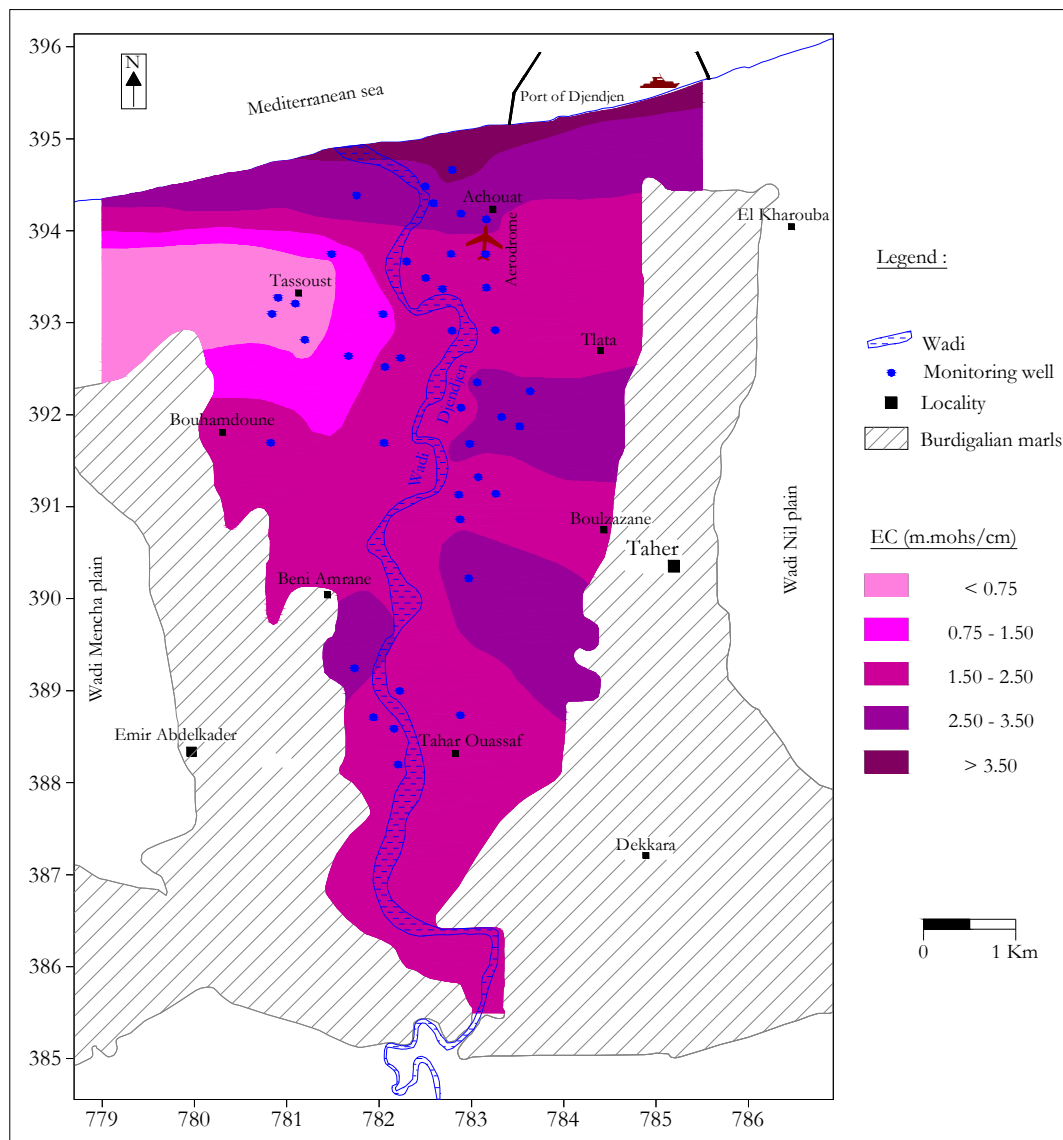 396
395
394
393
392
391
390
389
388
387
386
385
779
780
781
782
783
784
785
786
N
Mediterranean sea
Port of Djendjen
Achouat
Aerodrome
El Kharouba
Tassoust
Tlata
Bouhamdoune
Wadi Djendjen
Boulzazane
Taher
Beni Amrane
Wadi Mencha plain
Wadi Nil plain
Emir Abdelkader
Tahar Ouassaf
Dekkara
Legend :
Wadi
Monitoring well
Locality
Burdigalian marls
EC (m.mohs/cm)
< 0.75
0.75 - 1.50
1.50 - 2.50
2.50 - 3.50
> 3.50
0 1 Km